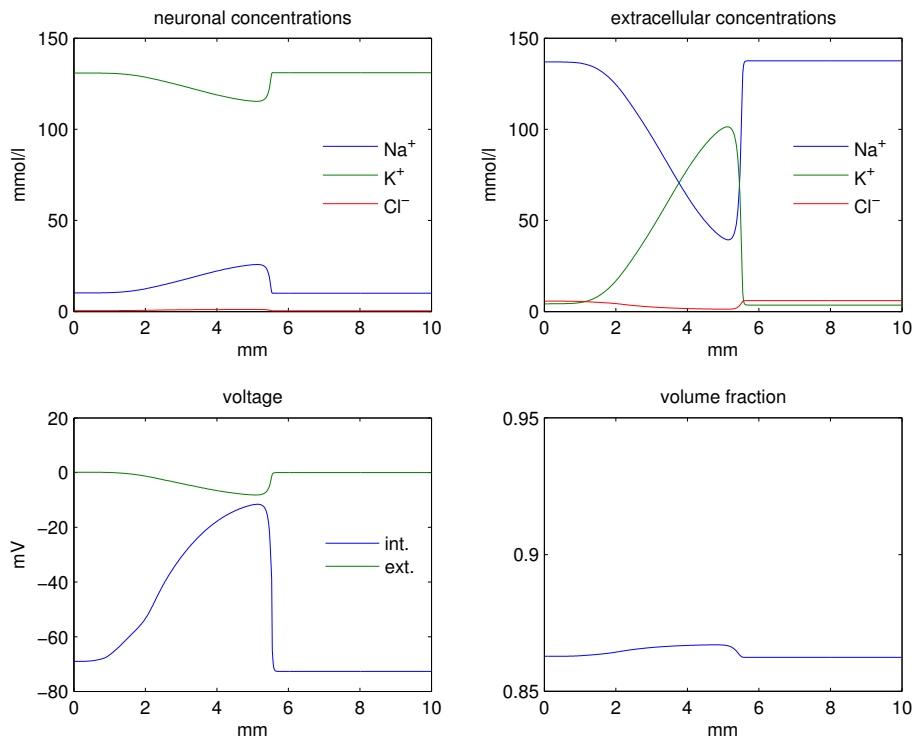 neuronal concentrations
150
100
50
0
mmol/l
Na⁺
K⁺
Cl⁻
0 2 4 6 8 10
mm
extracellular concentrations
150
100
50
0
mmol/l
Na⁺
K⁺
Cl⁻
0 2 4 6 8 10
mm
voltage
20
0
−20
−40
−60
−80
mV
int.
ext.
0 2 4 6 8 10
mm
volume fraction
0.95
0.9
0.85
0 2 4 6 8 10
mm